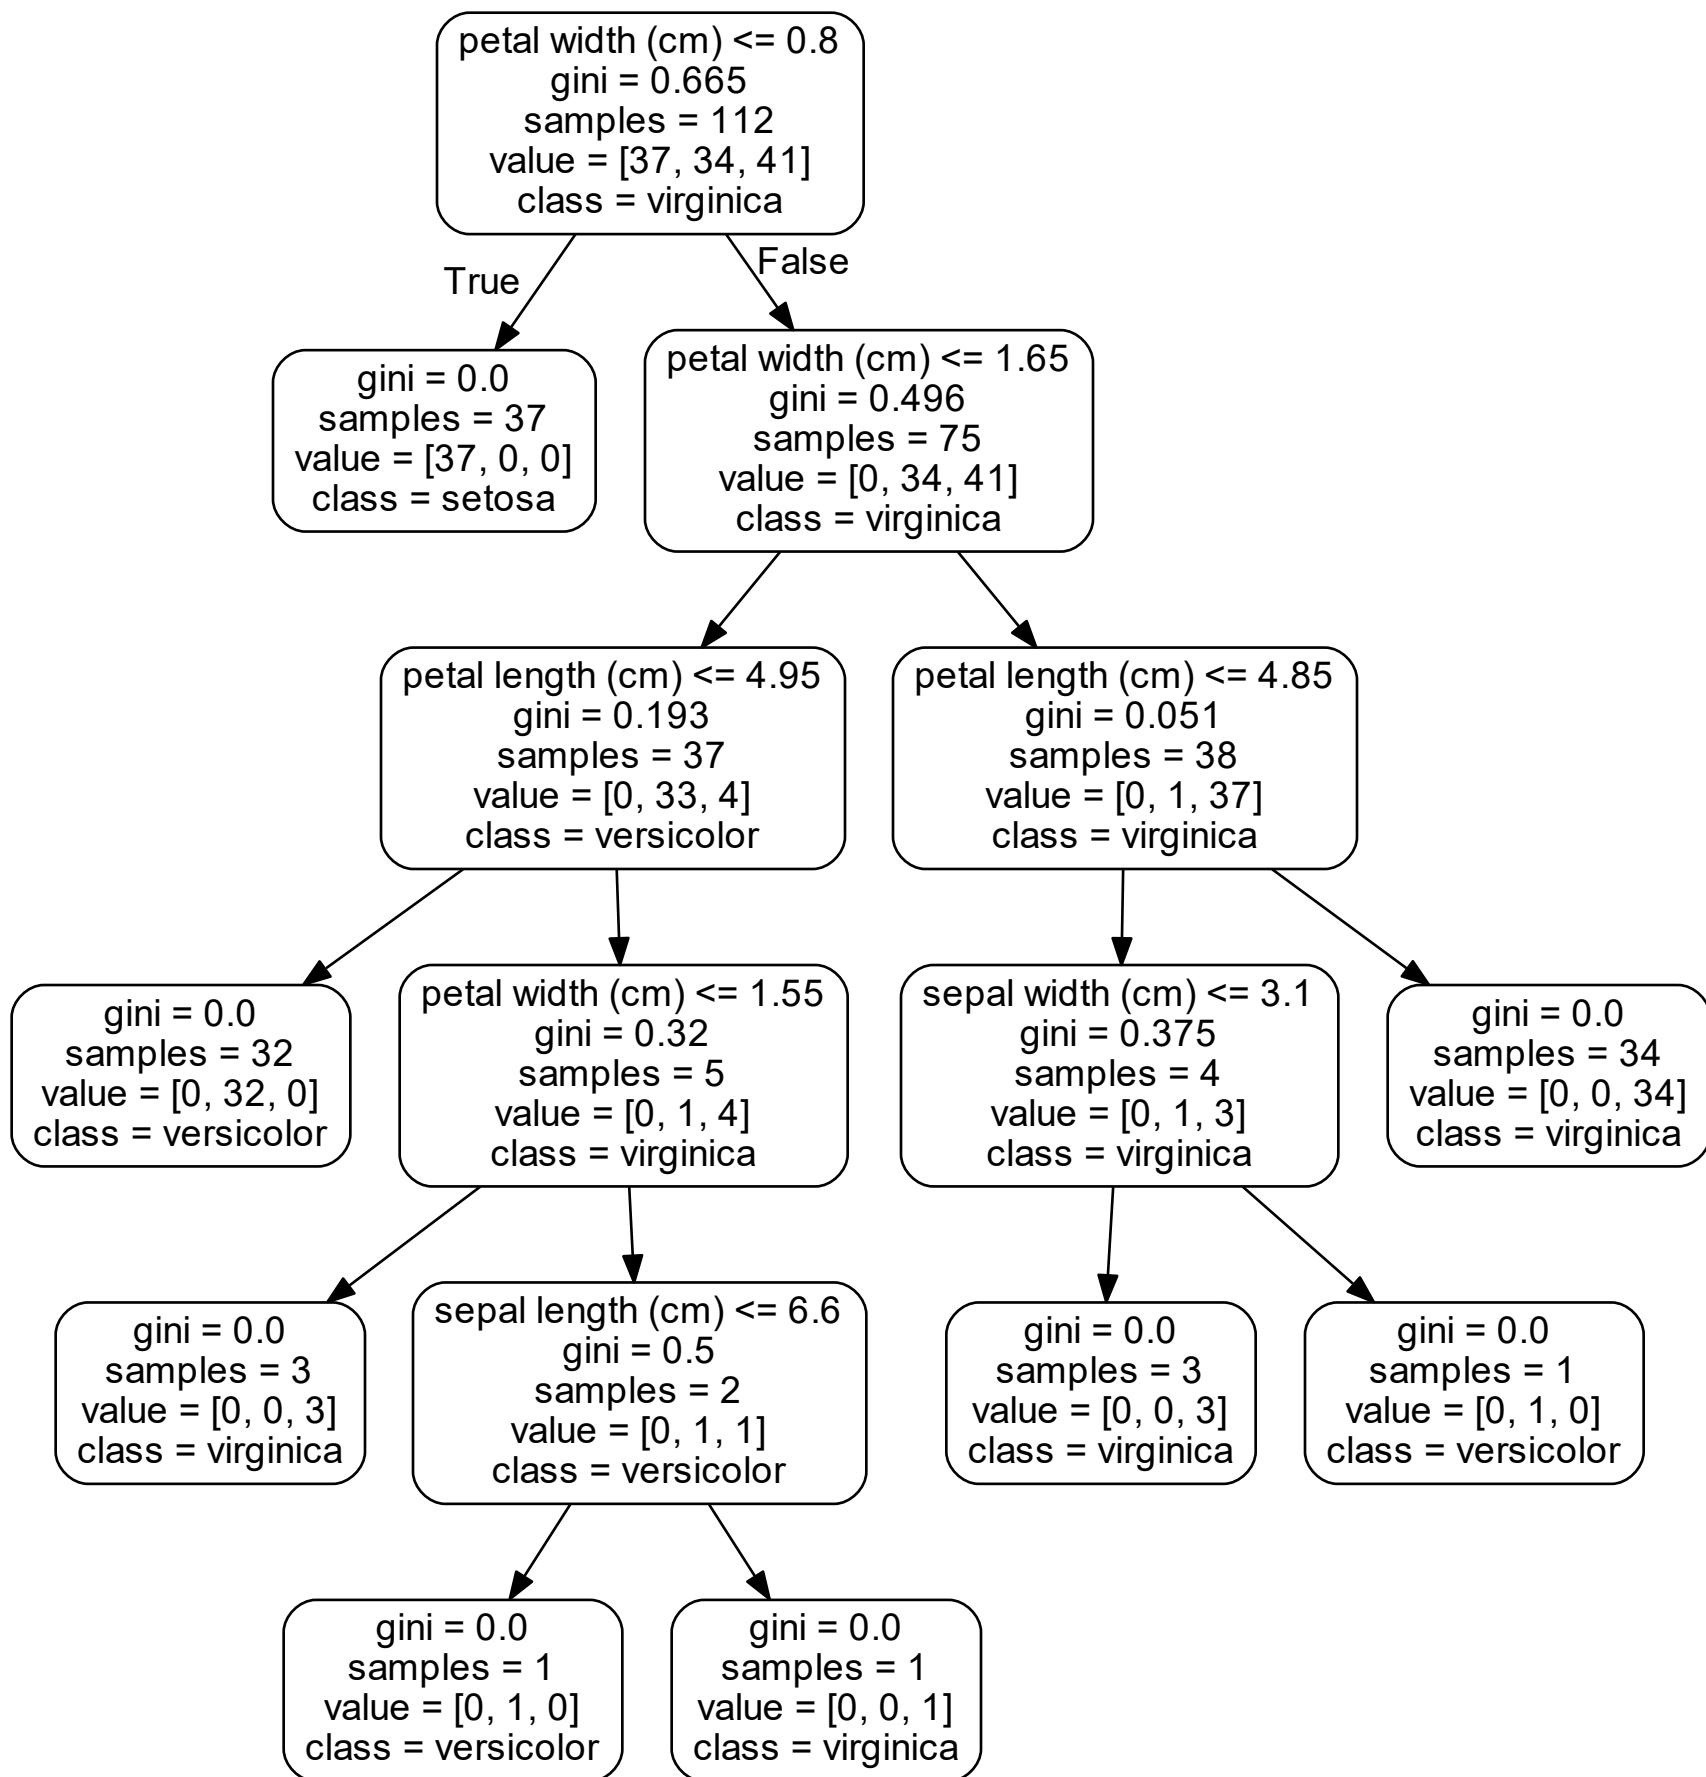 petal width (cm) <= 0.8
gini = 0.665
samples = 112
value = [37, 34, 41]
class = virginica
True
False
gini = 0.0
samples = 37
value = [37, 0, 0]
class = setosa
petal width (cm) <= 1.65
gini = 0.496
samples = 75
value = [0, 34, 41]
class = virginica
petal length (cm) <= 4.95
gini = 0.193
samples = 37
value = [0, 33, 4]
class = versicolor
petal length (cm) <= 4.85
gini = 0.051
samples = 38
value = [0, 1, 37]
class = virginica
gini = 0.0
samples = 32
value = [0, 32, 0]
class = versicolor
petal width (cm) <= 1.55
gini = 0.32
samples = 5
value = [0, 1, 4]
class = virginica
sepal width (cm) <= 3.1
gini = 0.375
samples = 4
value = [0, 1, 3]
class = virginica
gini = 0.0
samples = 34
value = [0, 0, 34]
class = virginica
gini = 0.0
samples = 3
value = [0, 0, 3]
class = virginica
sepal length (cm) <= 6.6
gini = 0.5
samples = 2
value = [0, 1, 1]
class = versicolor
gini = 0.0
samples = 3
value = [0, 0, 3]
class = virginica
gini = 0.0
samples = 1
value = [0, 1, 0]
class = versicolor
gini = 0.0
samples = 1
value = [0, 1, 0]
class = versicolor
gini = 0.0
samples = 1
value = [0, 0, 1]
class = virginica